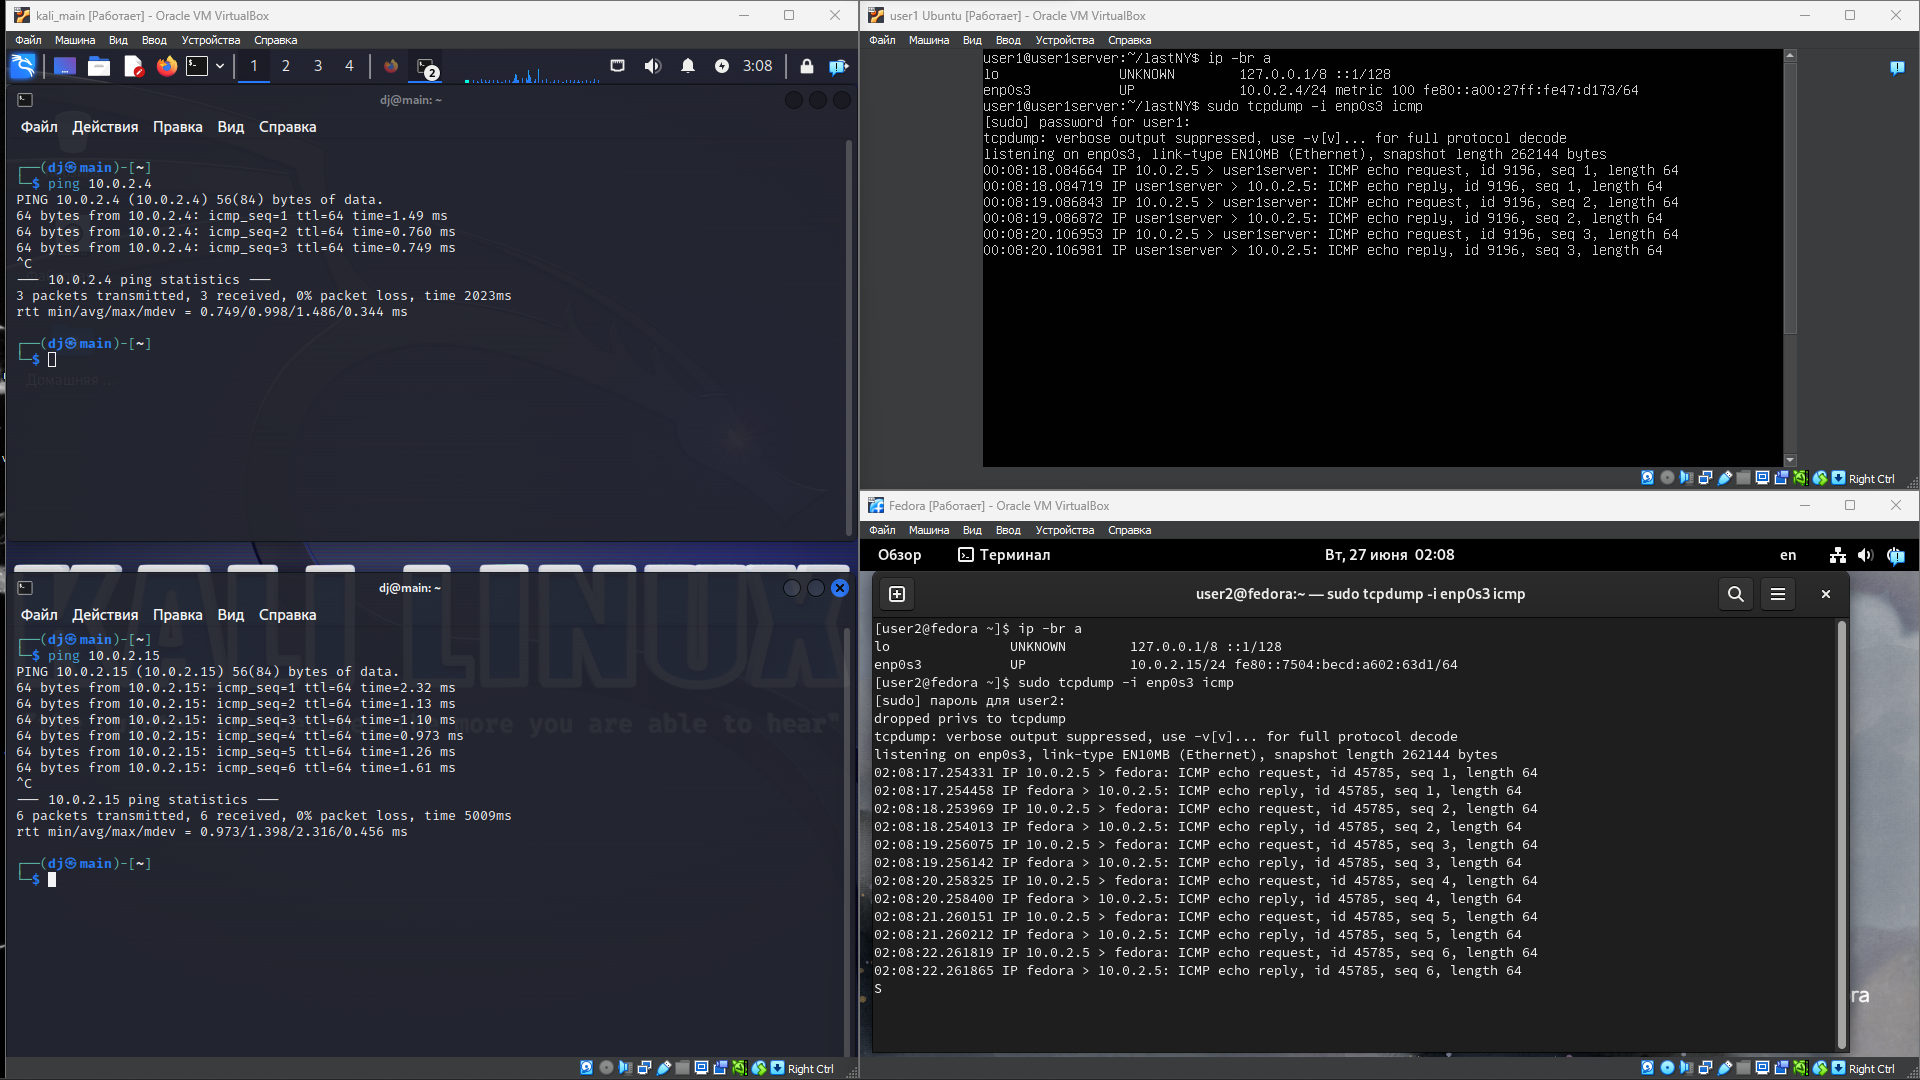 kali_main [Работает] - Oracle VM VirtualBox
Файл Машина Вид Ввод Устройства Справка
1 2 3 4 2 3:08
dj@main: ~
Файл Действия Правка Вид Справка
┌──(dj㉿main)-[~]
└─$ ping 10.0.2.4
PING 10.0.2.4 (10.0.2.4) 56(84) bytes of data.
64 bytes from 10.0.2.4: icmp_seq=1 ttl=64 time=1.49 ms
64 bytes from 10.0.2.4: icmp_seq=2 ttl=64 time=0.760 ms
64 bytes from 10.0.2.4: icmp_seq=3 ttl=64 time=0.749 ms
^C
--- 10.0.2.4 ping statistics ---
3 packets transmitted, 3 received, 0% packet loss, time 2023ms
rtt min/avg/max/mdev = 0.749/0.998/1.486/0.344 ms
┌──(dj㉿main)-[~]
└─$
Домашняя
KALI LINUX
more you are able to hear"
dj@main: ~
Файл Действия Правка Вид Справка
┌──(dj㉿main)-[~]
└─$ ping 10.0.2.15
PING 10.0.2.15 (10.0.2.15) 56(84) bytes of data.
64 bytes from 10.0.2.15: icmp_seq=1 ttl=64 time=2.32 ms
64 bytes from 10.0.2.15: icmp_seq=2 ttl=64 time=1.13 ms
64 bytes from 10.0.2.15: icmp_seq=3 ttl=64 time=1.10 ms
64 bytes from 10.0.2.15: icmp_seq=4 ttl=64 time=0.973 ms
64 bytes from 10.0.2.15: icmp_seq=5 ttl=64 time=1.26 ms
64 bytes from 10.0.2.15: icmp_seq=6 ttl=64 time=1.61 ms
^C
--- 10.0.2.15 ping statistics ---
6 packets transmitted, 6 received, 0% packet loss, time 5009ms
rtt min/avg/max/mdev = 0.973/1.398/2.316/0.456 ms
┌──(dj㉿main)-[~]
└─$
Right Ctrl
user1 Ubuntu [Работает] - Oracle VM VirtualBox
Файл Машина Вид Ввод Устройства Справка
user1@user1server:~/lastNY$ ip -br a
lo UNKNOWN 127.0.0.1/8 ::1/128
enp0s3 UP 10.0.2.4/24 metric 100 fe80::a00:27ff:fe47:d173/64
user1@user1server:~/lastNY$ sudo tcpdump -i enp0s3 icmp
[sudo] password for user1:
tcpdump: verbose output suppressed, use -v[v]... for full protocol decode
listening on enp0s3, link-type EN10MB (Ethernet), snapshot length 262144 bytes
00:08:18.084664 IP 10.0.2.5 > user1server: ICMP echo request, id 9196, seq 1, length 64
00:08:18.084719 IP user1server > 10.0.2.5: ICMP echo reply, id 9196, seq 1, length 64
00:08:19.086843 IP 10.0.2.5 > user1server: ICMP echo request, id 9196, seq 2, length 64
00:08:19.086872 IP user1server > 10.0.2.5: ICMP echo reply, id 9196, seq 2, length 64
00:08:20.106953 IP 10.0.2.5 > user1server: ICMP echo request, id 9196, seq 3, length 64
00:08:20.106981 IP user1server > 10.0.2.5: ICMP echo reply, id 9196, seq 3, length 64
Right Ctrl
Fedora [Работает] - Oracle VM VirtualBox
Файл Машина Вид Ввод Устройства Справка
Обзор Терминал Вт, 27 июня 02:08 en
user2@fedora:~ — sudo tcpdump -i enp0s3 icmp
[user2@fedora ~]$ ip -br a
lo UNKNOWN 127.0.0.1/8 ::1/128
enp0s3 UP 10.0.2.15/24 fe80::7504:becd:a602:63d1/64
[user2@fedora ~]$ sudo tcpdump -i enp0s3 icmp
[sudo] пароль для user2:
dropped privs to tcpdump
tcpdump: verbose output suppressed, use -v[v]... for full protocol decode
listening on enp0s3, link-type EN10MB (Ethernet), snapshot length 262144 bytes
02:08:17.254331 IP 10.0.2.5 > fedora: ICMP echo request, id 45785, seq 1, length 64
02:08:17.254458 IP fedora > 10.0.2.5: ICMP echo reply, id 45785, seq 1, length 64
02:08:18.253969 IP 10.0.2.5 > fedora: ICMP echo request, id 45785, seq 2, length 64
02:08:18.254013 IP fedora > 10.0.2.5: ICMP echo reply, id 45785, seq 2, length 64
02:08:19.256075 IP 10.0.2.5 > fedora: ICMP echo request, id 45785, seq 3, length 64
02:08:19.256142 IP fedora > 10.0.2.5: ICMP echo reply, id 45785, seq 3, length 64
02:08:20.258325 IP 10.0.2.5 > fedora: ICMP echo request, id 45785, seq 4, length 64
02:08:20.258400 IP fedora > 10.0.2.5: ICMP echo reply, id 45785, seq 4, length 64
02:08:21.260151 IP 10.0.2.5 > fedora: ICMP echo request, id 45785, seq 5, length 64
02:08:21.260212 IP fedora > 10.0.2.5: ICMP echo reply, id 45785, seq 5, length 64
02:08:22.261819 IP 10.0.2.5 > fedora: ICMP echo request, id 45785, seq 6, length 64
02:08:22.261865 IP fedora > 10.0.2.5: ICMP echo reply, id 45785, seq 6, length 64
S
ra
Right Ctrl